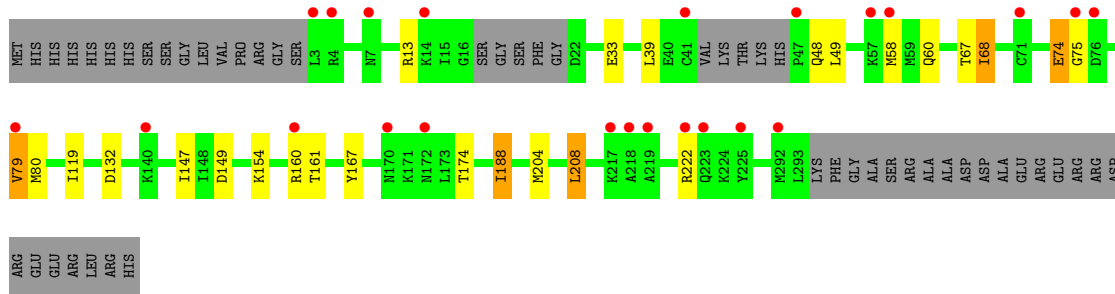 MET HIS HIS HIS HIS HIS HIS SER SER GLY LEU VAL PRO ARG GLY SER L3 R4 N7 R13 K14 I15 G16 SER GLY SER PHE GLY D22 E33 L39 E40 C41 VAL LYS THR LYS HIS P47 Q48 L49 K57 M58 M59 Q60 T67 I68 C71 E74 G75 D76
V79 M80 I119 D132 K140 I147 I148 D149 K154 R160 T161 Y167 N170 K171 N172 L173 T174 I188 M204 L208 K217 A218 A219 R222 Q223 K224 Y225 M292 L293 LYS PHE GLY ALA SER ARG ALA ALA ASP ASP ALA GLU ARG GLU ARG ARG ASP
ARG GLU GLU ARG LEU ARG HIS